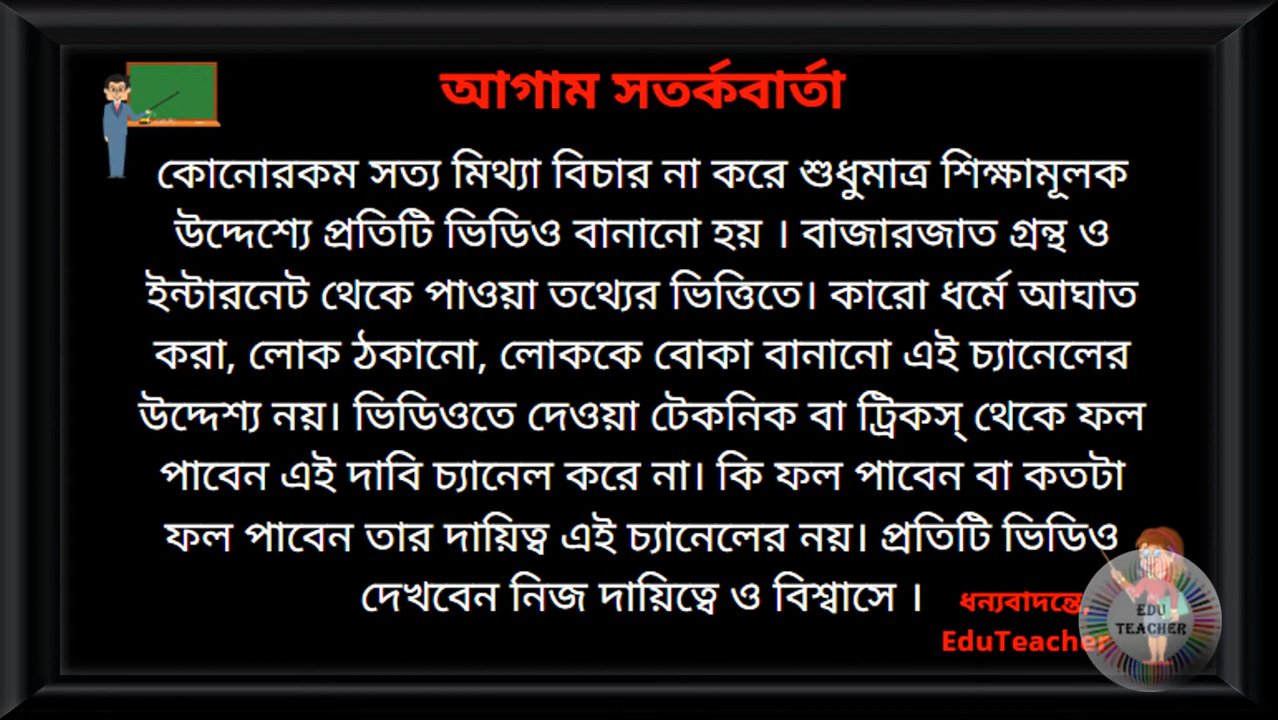 আগাম সতর্কবার্তা
কোনোরকম সত্য মিথ্যা বিচার না করে শুধুমাত্র শিক্ষামূলক
উদ্দেশ্যে প্রতিটি ভিডিও বানানো হয় । বাজারজাত গ্রন্থ ও
ইন্টারনেট থেকে পাওয়া তথ্যের ভিত্তিতে। কারো ধর্মে আঘাত
করা, লোক ঠকানো, লোককে বোকা বানানো এই চ্যানেলের
উদ্দেশ্য নয়। ভিডিওতে দেওয়া টেকনিক বা ট্রিকস্ থেকে ফল
পাবেন এই দাবি চ্যানেল করে না। কি ফল পাবেন বা কতটা
ফল পাবেন তার দায়িত্ব এই চ্যানেলের নয়। প্রতিটি ভিডিও
দেখবেন নিজ দায়িত্বে ও বিশ্বাসে ।
ধন্যবাদন্তে,
EduTeacher
EDU
TEACHER